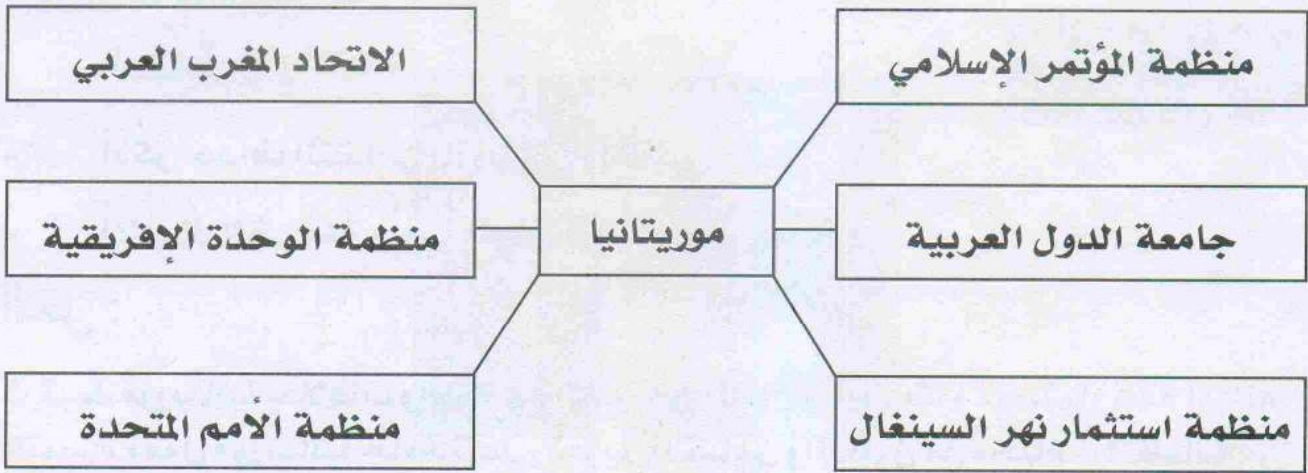 منظمة المؤتمر الإسلامي
الاتحاد المغرب العربي
جامعة الدول العربية
موريتانيا
منظمة الوحدة الإفريقية
منظمة استثمار نهر السينغال
منظمة الأمم المتحدة